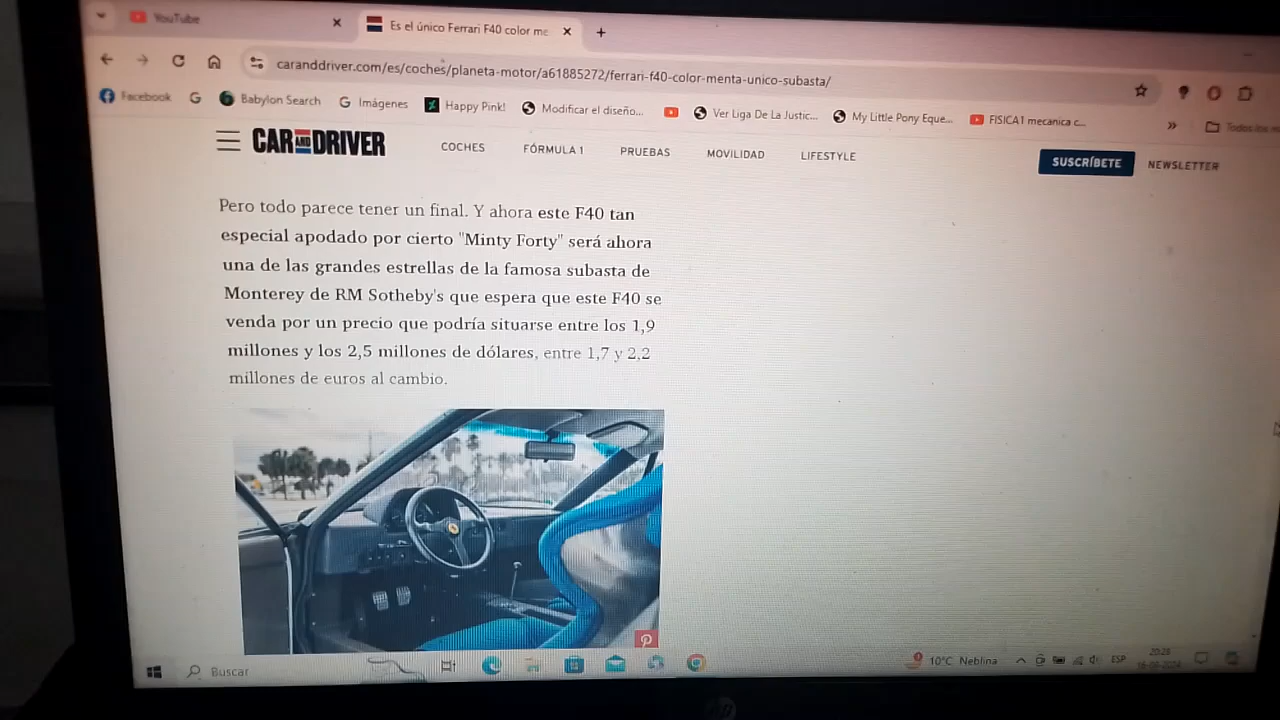 YouTube
Es el único Ferrari F40 color me
caranddriver.com/es/coches/planeta-motor/a61885272/ferrari-f40-color-menta-unico-subasta/
Facebook
Babylon Search
Imágenes
Happy Pink!
Modificar el diseño...
Ver Liga De La Justic...
My Little Pony Eque...
FISICA1 mecanica c...
Todos los
CAR AND DRIVER
COCHES
FÓRMULA 1
PRUEBAS
MOVILIDAD
LIFESTYLE
SUSCRÍBETE
NEWSLETTER
Pero todo parece tener un final. Y ahora este F40 tan
especial apodado por cierto "Minty Forty" será ahora
una de las grandes estrellas de la famosa subasta de
Monterey de RM Sotheby's que espera que este F40 se
venda por un precio que podría situarse entre los 1,9
millones y los 2,5 millones de dólares, entre 1,7 y 2,2
millones de euros al cambio.
Buscar
10°C Neblina
ESP
hp